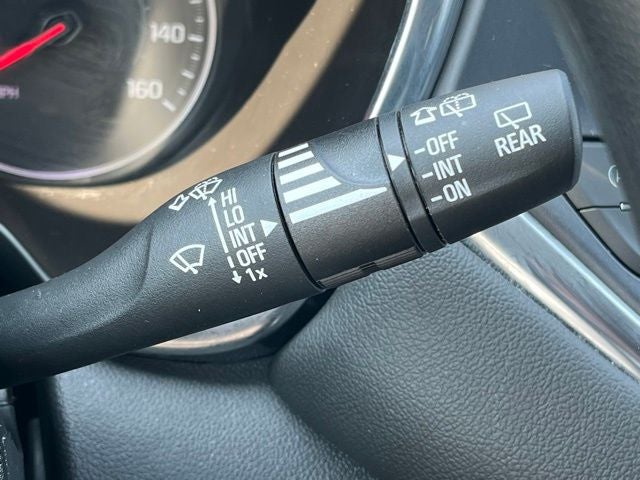 140
160
MPH
HI
LO
INT
OFF
1x
-OFF
-INT
-ON
REAR